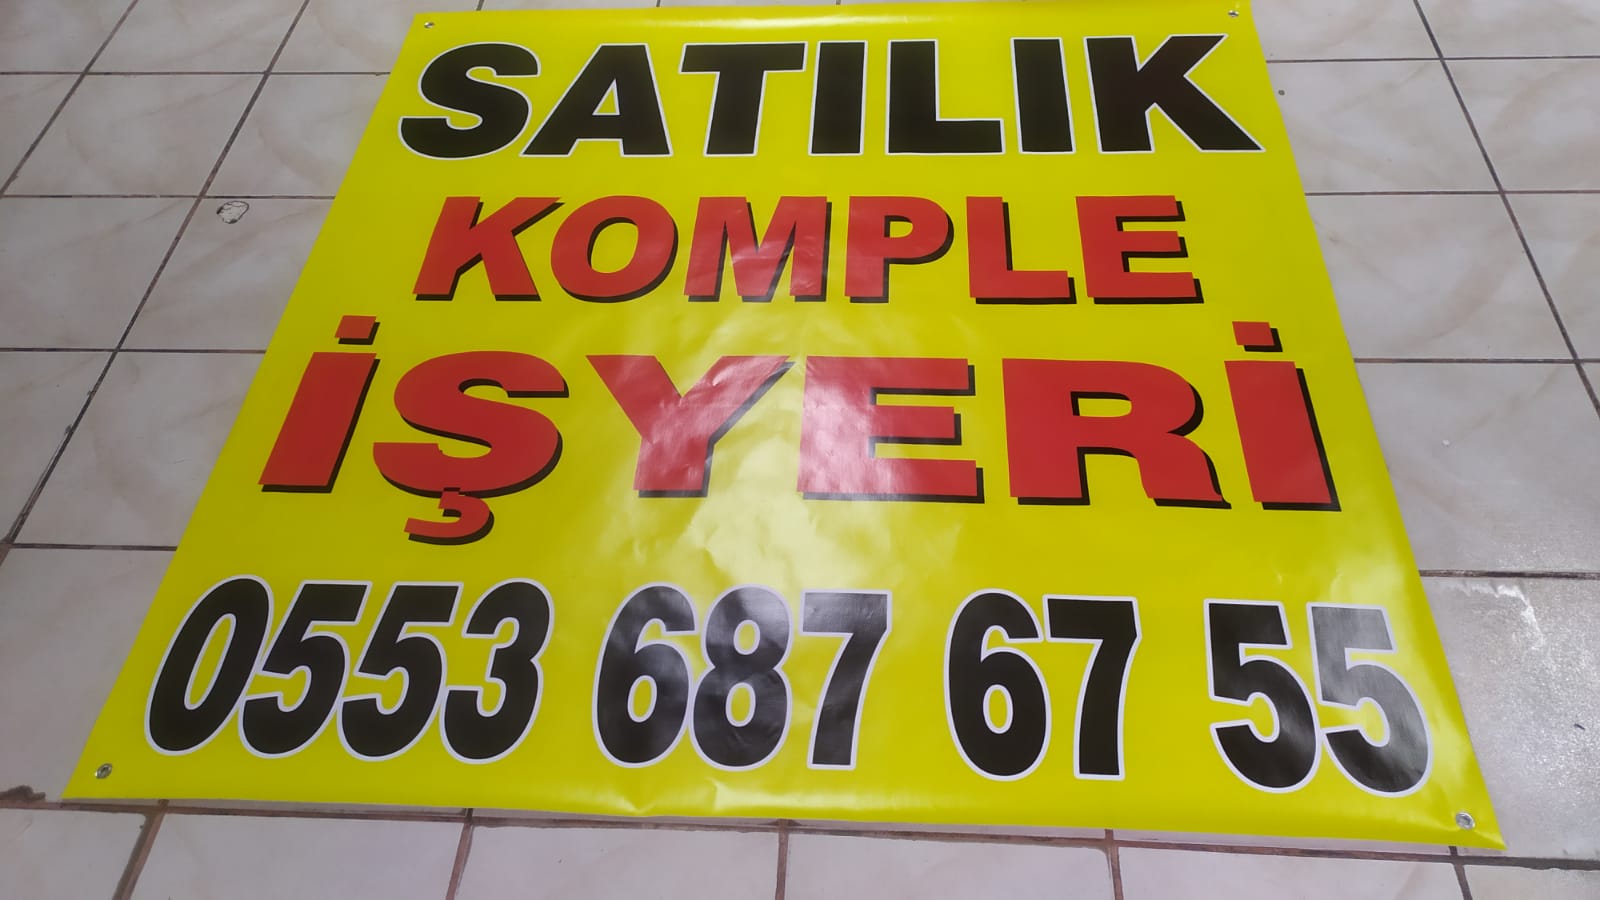 SATILIK
KOMPLE
İŞYERİ
0553 687 67 55